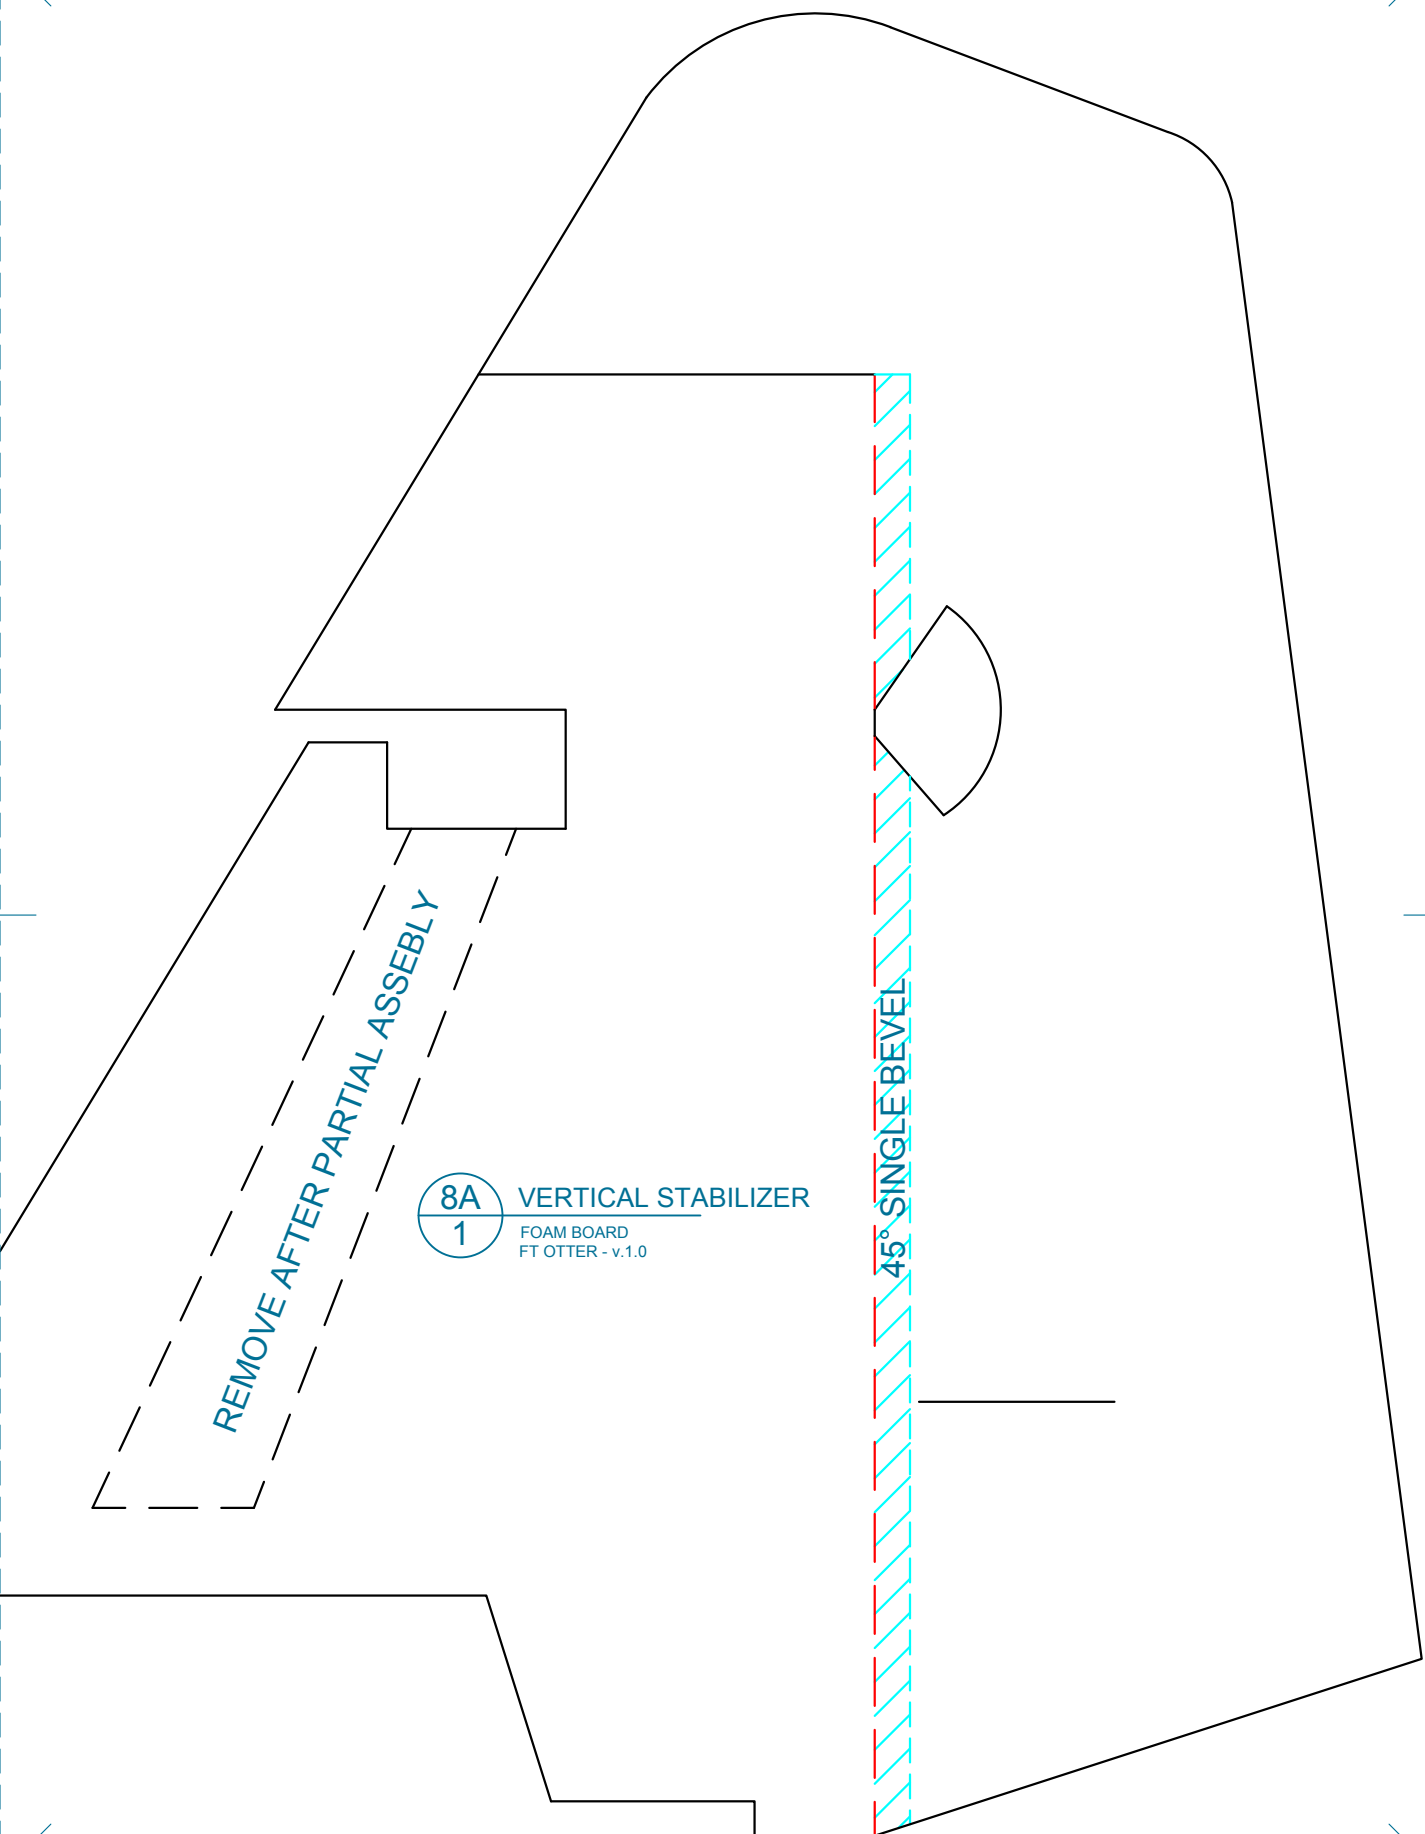 REMOVE AFTER PARTIAL ASSEBLY
45° SINGLE BEVEL
8A
1
VERTICAL STABILIZER
FOAM BOARD
FT OTTER - v.1.0